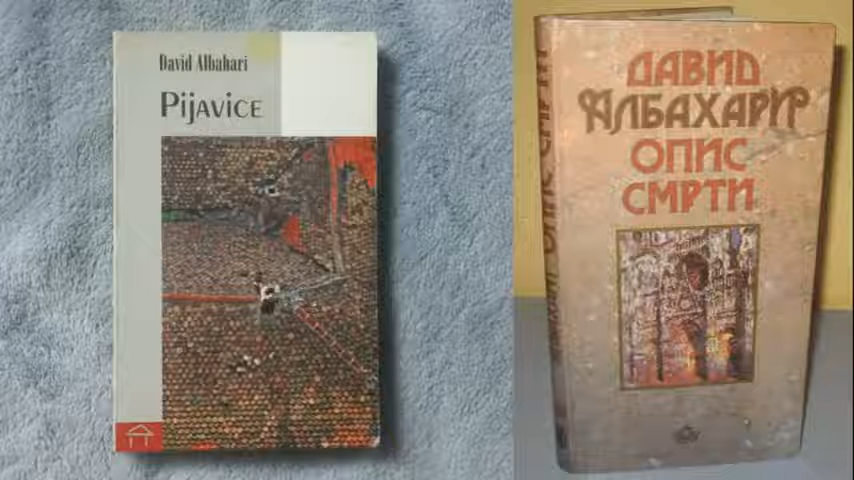 David Albahari
Pijavice
ДАВИД
АЛБАХАРИ
ОПИС
СМРТИ